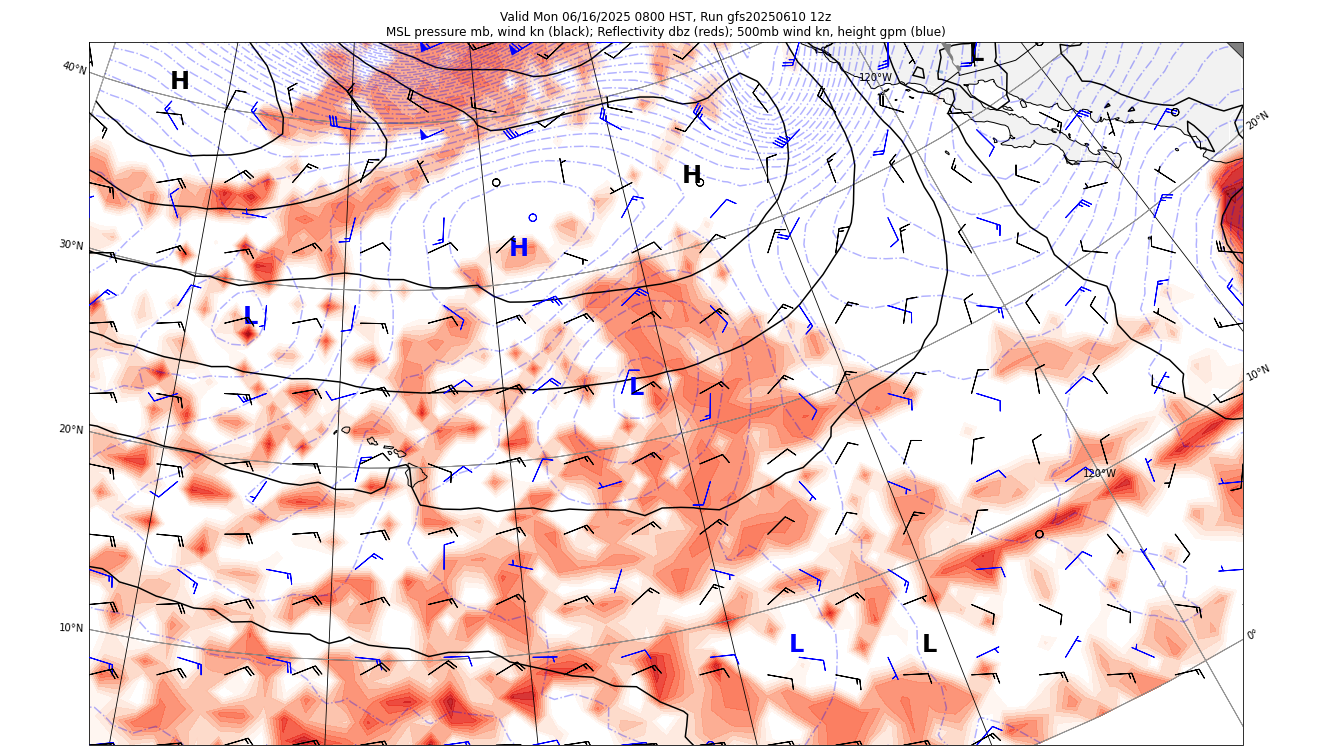 Valid Mon 06/16/2025 0800 HST, Run gfs20250610 12z
MSL pressure mb, wind kn (black); Reflectivity dbz (reds); 500mb wind kn, height gpm (blue)
L
120°W
40°N
H
20°N
H
30°N
H
L
10°N
L
20°N
120°W
10°N
0°
L
L